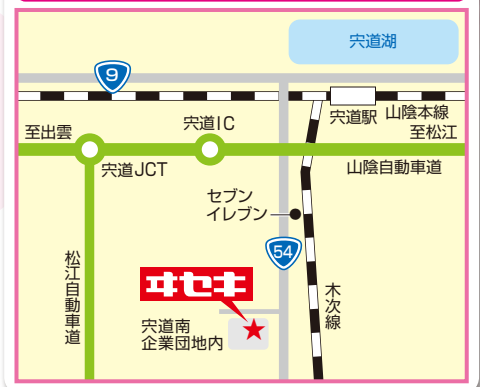 宍道湖
9
宍道駅
山陰本線
至出雲
宍道IC
至松江
宍道JCT
山陰自動車道
セブン
イレブン
54
松江自動車道
ヰセキ
木次線
宍道南
企業団地内